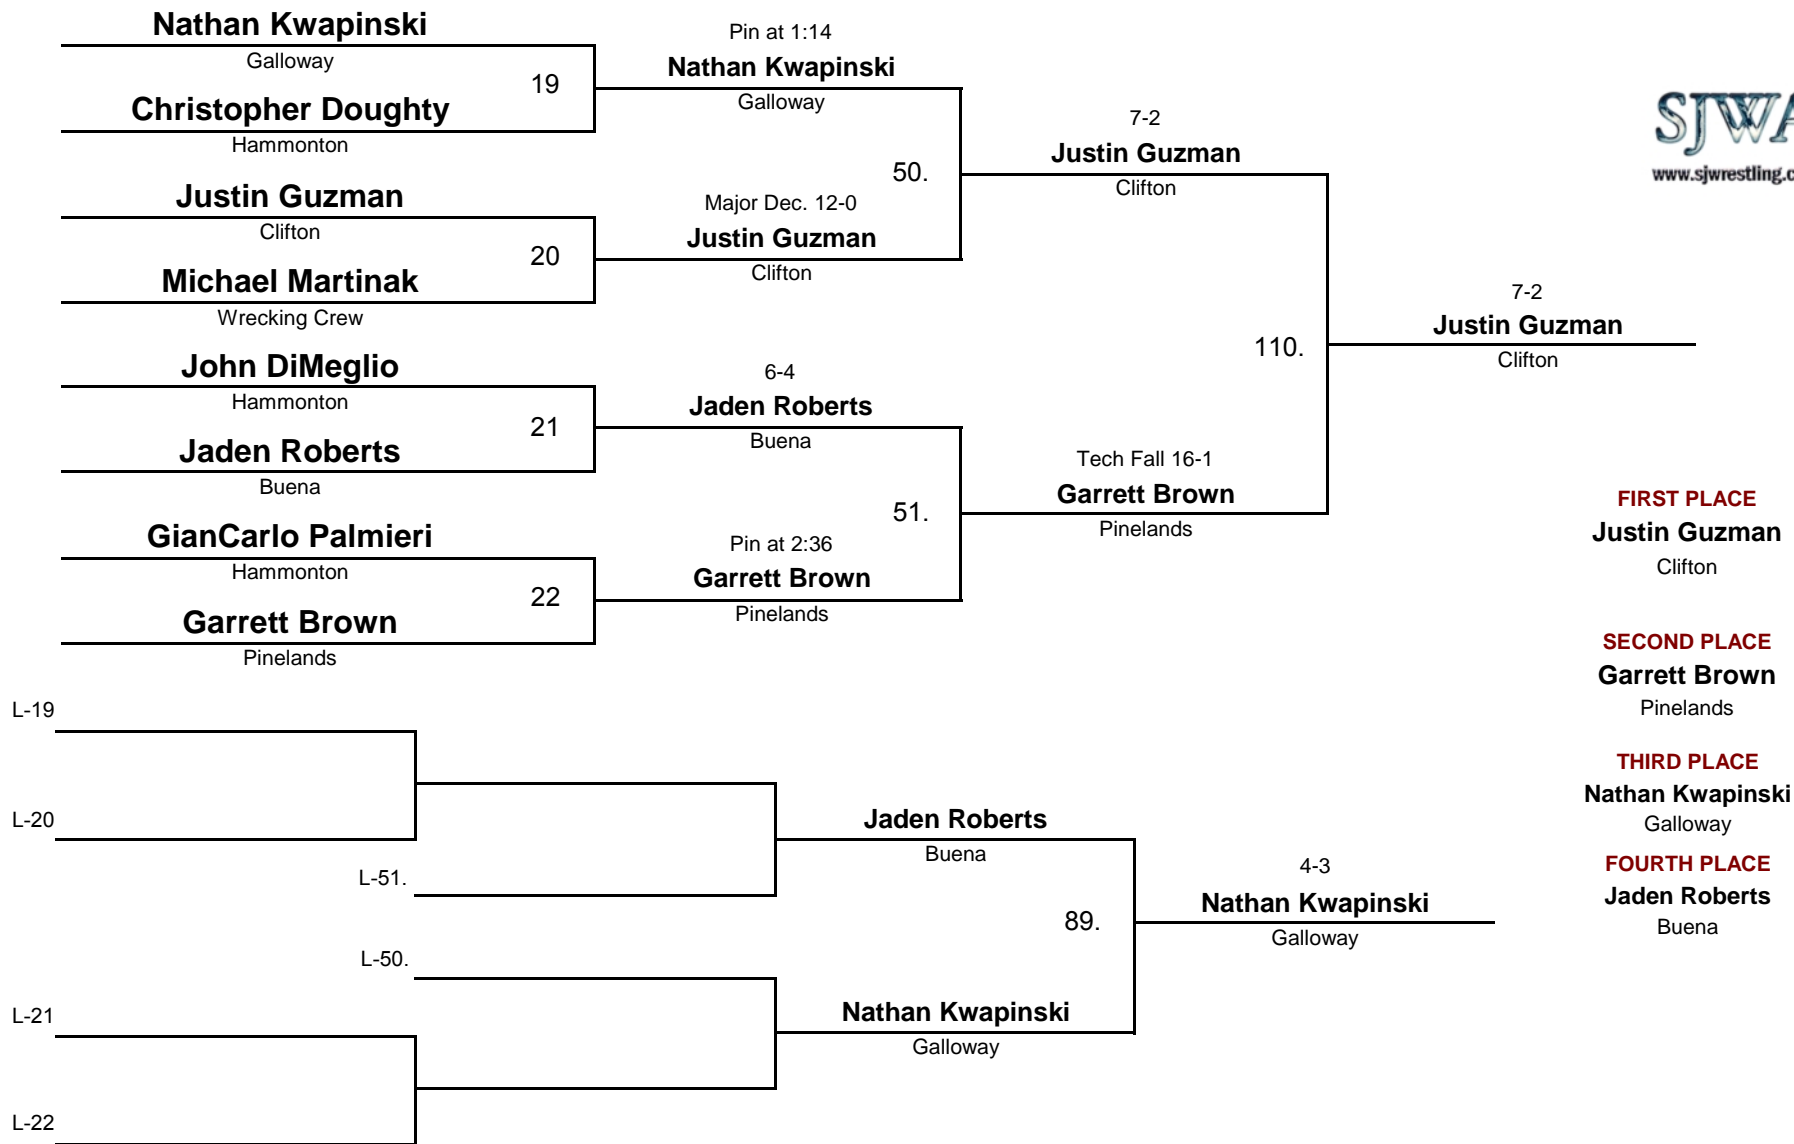 Nathan Kwapinski
Galloway
19
Christopher Doughty
Hammonton
Justin Guzman
Clifton
20
Michael Martinak
Wrecking Crew
John DiMeglio
Hammonton
21
Jaden Roberts
Buena
GianCarlo Palmieri
Hammonton
22
Garrett Brown
Pinelands
Pin at 1:14
Nathan Kwapinski
Galloway
50.
Major Dec. 12-0
Justin Guzman
Clifton
6-4
Jaden Roberts
Buena
51.
Pin at 2:36
Garrett Brown
Pinelands
7-2
Justin Guzman
Clifton
110.
Tech Fall 16-1
Garrett Brown
Pinelands
7-2
Justin Guzman
Clifton
SJWA
www.sjwrestling.c
FIRST PLACE
Justin Guzman
Clifton
SECOND PLACE
Garrett Brown
Pinelands
THIRD PLACE
Nathan Kwapinski
Galloway
FOURTH PLACE
Jaden Roberts
Buena
L-19
L-20
L-51.
L-50.
L-21
L-22
Jaden Roberts
Buena
89.
Nathan Kwapinski
Galloway
4-3
Nathan Kwapinski
Galloway